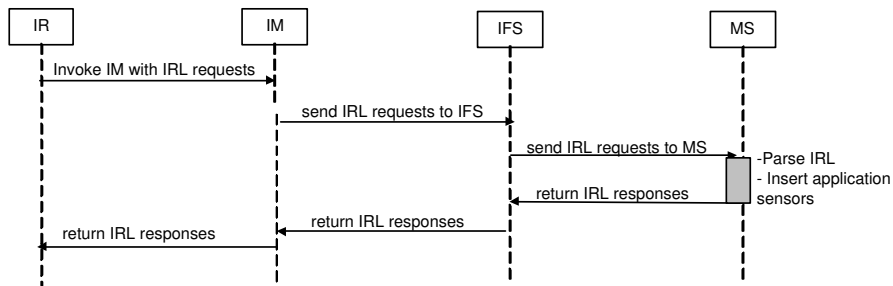 IR
IM
IFS
MS
Invoke IM with IRL requests
send IRL requests to IFS
send IRL requests to MS
-Parse IRL
- Insert application
sensors
return IRL responses
return IRL responses
return IRL responses